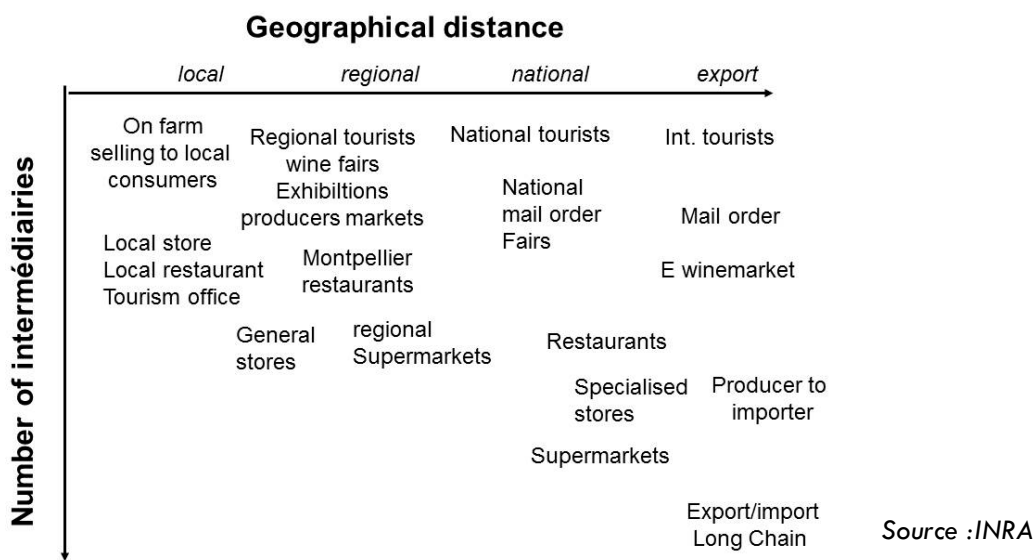 Geographical distance
local regional national export
Number of intermédiairies
On farm
selling to local
consumers
Regional tourists
wine fairs
Exhibiltions
producers markets
National tourists
Int. tourists
National
mail order
Fairs
Mail order
Local store
Local restaurant
Tourism office
Montpellier
restaurants
E winemarket
General
stores
regional
Supermarkets
Restaurants
Specialised
stores
Producer to
importer
Supermarkets
Export/import
Long Chain
Source :INRA